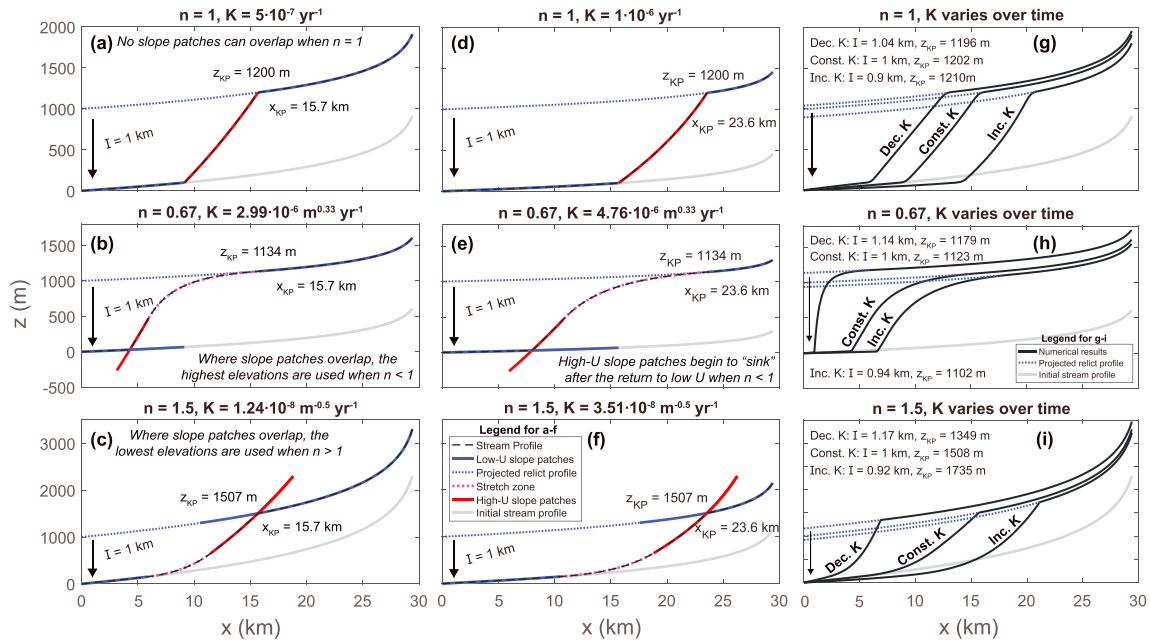 n = 1, K = 5·10⁻⁷ yr⁻¹
(a)
No slope patches can overlap when n = 1
z_KP = 1200 m
x_KP = 15.7 km
I = 1 km
2000
1500
1000
500
0
n = 1, K = 1·10⁻⁶ yr⁻¹
(d)
z_KP = 1200 m
x_KP = 23.6 km
I = 1 km
n = 1, K varies over time
(g)
Dec. K: I = 1.04 km, z_KP = 1196 m
Const. K: I = 1 km, z_KP = 1202 m
Inc. K: I = 0.9 km, z_KP = 1210m
Dec. K
Const. K
Inc. K
n = 0.67, K = 2.99·10⁻⁶ m⁰·³³ yr⁻¹
(b)
z_KP = 1134 m
x_KP = 15.7 km
I = 1 km
Where slope patches overlap, the
highest elevations are used when n < 1
1500
1000
500
0
-500
z (m)
n = 0.67, K = 4.76·10⁻⁶ m⁰·³³ yr⁻¹
(e)
z_KP = 1134 m
x_KP = 23.6 km
I = 1 km
High-U slope patches begin to “sink”
after the return to low U when n < 1
n = 0.67, K varies over time
(h)
Dec. K: I = 1.14 km, z_KP = 1179 m
Const. K: I = 1 km, z_KP = 1123 m
Const. K
Inc. K
Legend for g-i
Numerical results
Projected relict profile
Initial stream profile
Inc. K: I = 0.94 km, z_KP = 1102 m
n = 1.5, K = 1.24·10⁻⁸ m⁻⁰·⁵ yr⁻¹
(c)
Where slope patches overlap, the
lowest elevations are used when n > 1
z_KP = 1507 m
x_KP = 15.7 km
I = 1 km
3000
2000
1000
0
0 5 10 15 20 25 30
x (km)
n = 1.5, K = 3.51·10⁻⁸ m⁻⁰·⁵ yr⁻¹
Legend for a-f
Stream Profile
Low-U slope patches
Projected relict profile
Stretch zone
High-U slope patches
Initial stream profile
(f)
z_KP = 1507 m
x_KP = 23.6 km
I = 1 km
0 5 10 15 20 25 30
x (km)
n = 1.5, K varies over time
(i)
Dec. K: I = 1.17 km, z_KP = 1349 m
Const. K: I = 1 km, z_KP = 1508 m
Inc. K: I = 0.92 km, z_KP = 1735 m
Dec. K
Const. K
Inc. K
0 5 10 15 20 25 30
x (km)